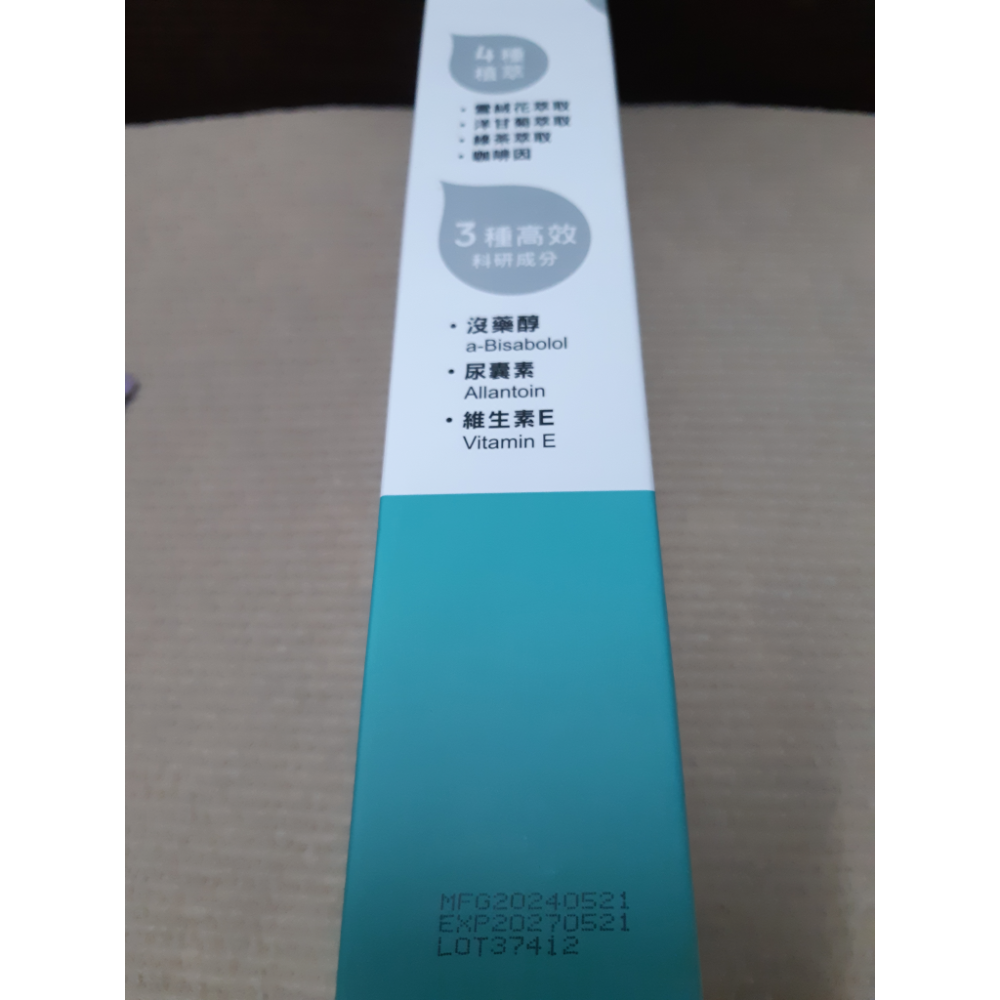 4種
植萃
・雪絨花萃取
・洋甘菊萃取
・綠茶萃取
・咖啡因
3種高效
科研成分
・沒藥醇
a-Bisabolol
・尿囊素
Allantoin
・維生素E
Vitamin E
MFG20240521
EXP20270521
LOT37412